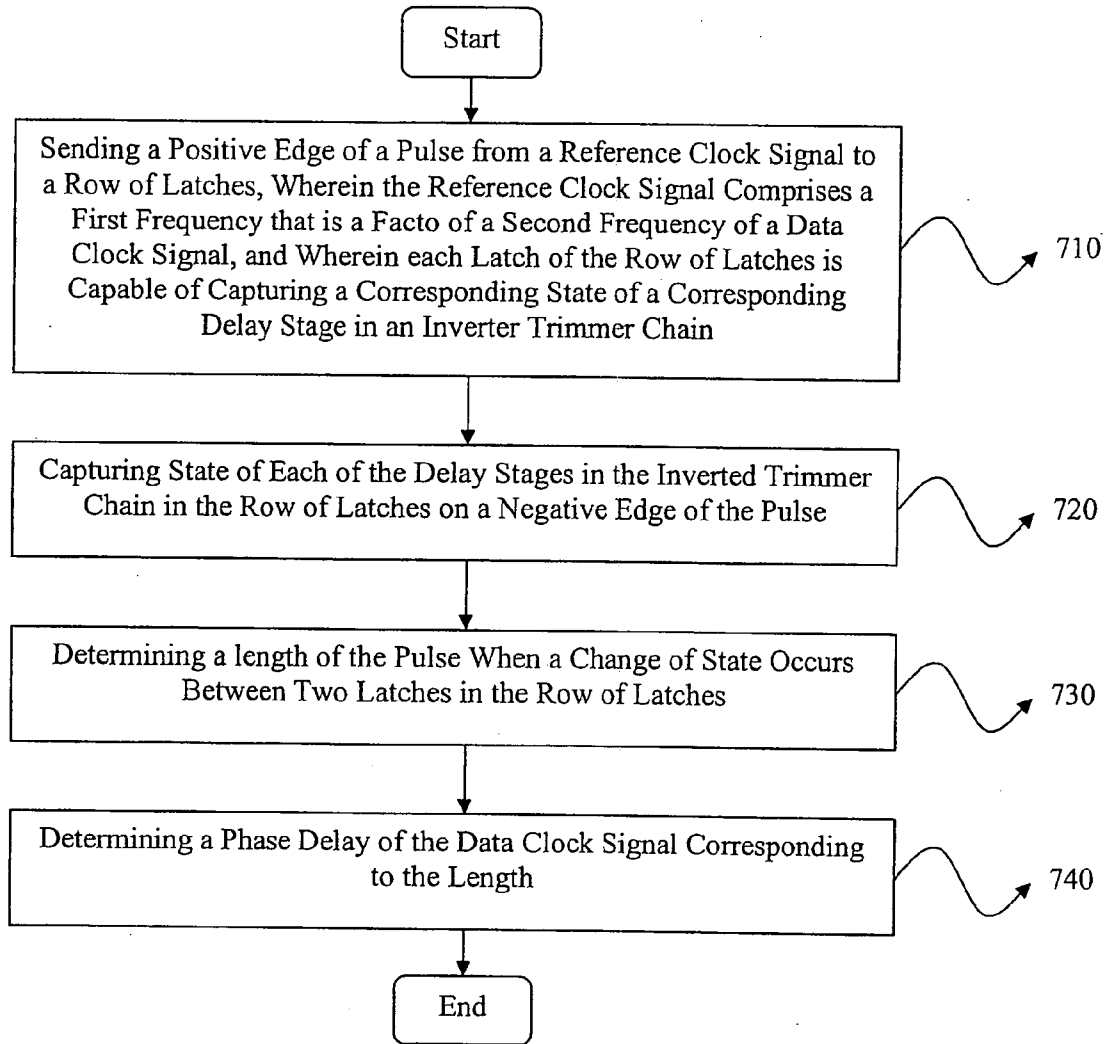 Start
Sending a Positive Edge of a Pulse from a Reference Clock Signal to
a Row of Latches, Wherein the Reference Clock Signal Comprises a
First Frequency that is a Facto of a Second Frequency of a Data
Clock Signal, and Wherein each Latch of the Row of Latches is
Capable of Capturing a Corresponding State of a Corresponding
Delay Stage in an Inverter Trimmer Chain
710
Capturing State of Each of the Delay Stages in the Inverted Trimmer
Chain in the Row of Latches on a Negative Edge of the Pulse
720
Determining a length of the Pulse When a Change of State Occurs
Between Two Latches in the Row of Latches
730
Determining a Phase Delay of the Data Clock Signal Corresponding
to the Length
740
End